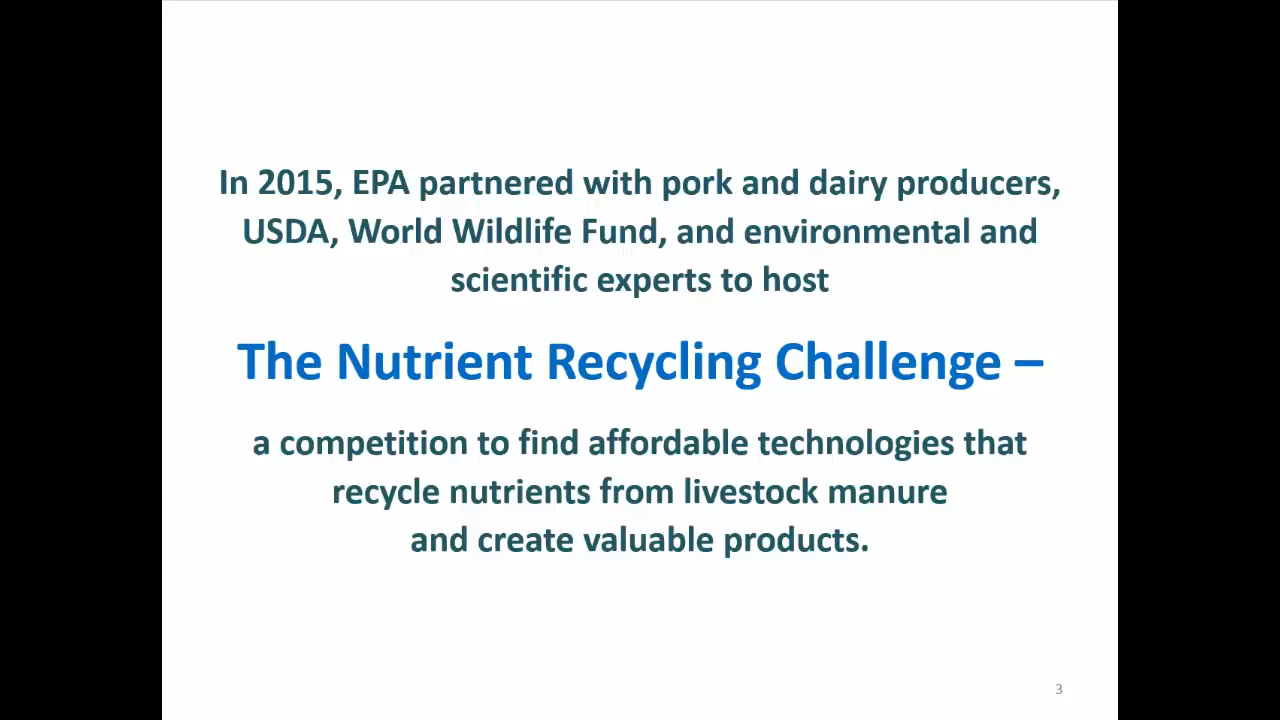 In 2015, EPA partnered with pork and dairy producers,
USDA, World Wildlife Fund, and environmental and
scientific experts to host
The Nutrient Recycling Challenge –
a competition to find affordable technologies that
recycle nutrients from livestock manure
and create valuable products.
3